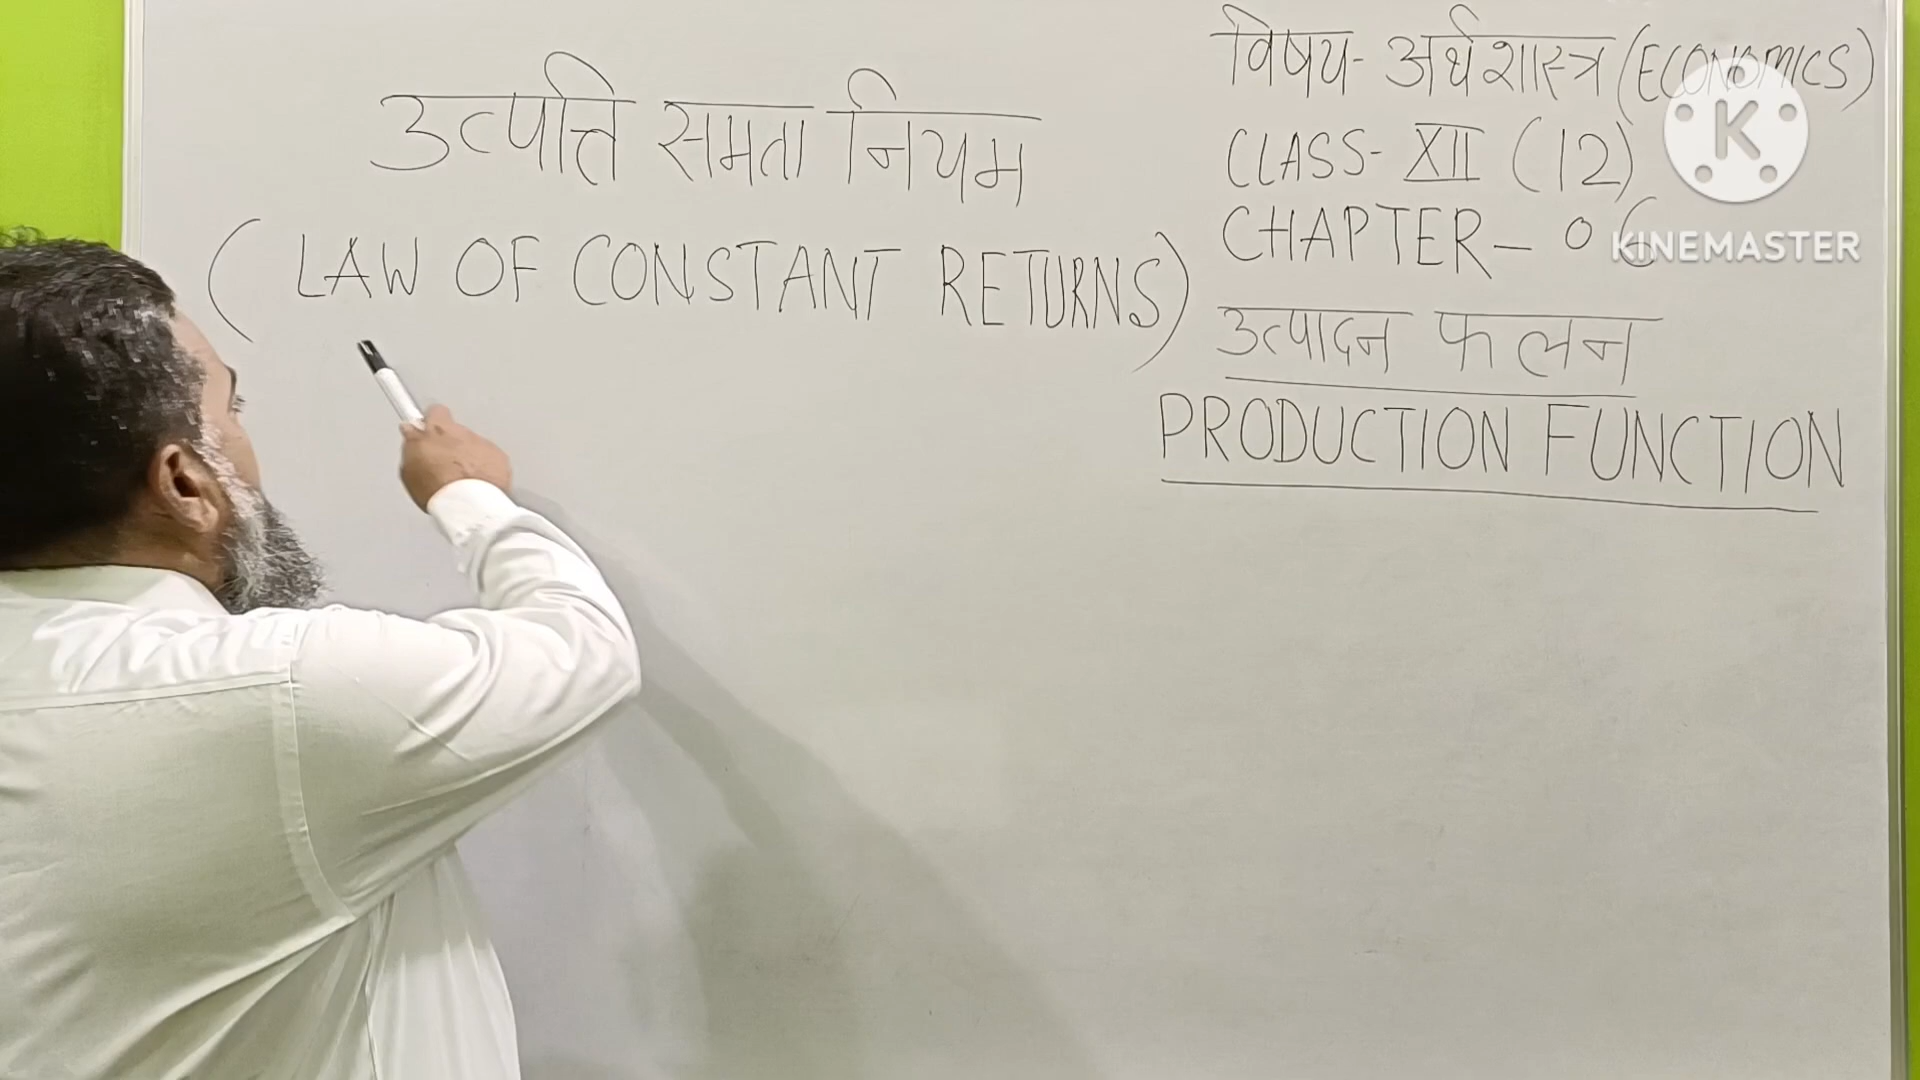 उत्पत्ति समता नियम
( LAW OF CONSTANT RETURNS)
विषय- अर्थशास्त्र (ECONOMICS)
CLASS- XII (12)
CHAPTER- 06
उत्पादन फलन
PRODUCTION FUNCTION
K
KINEMASTER